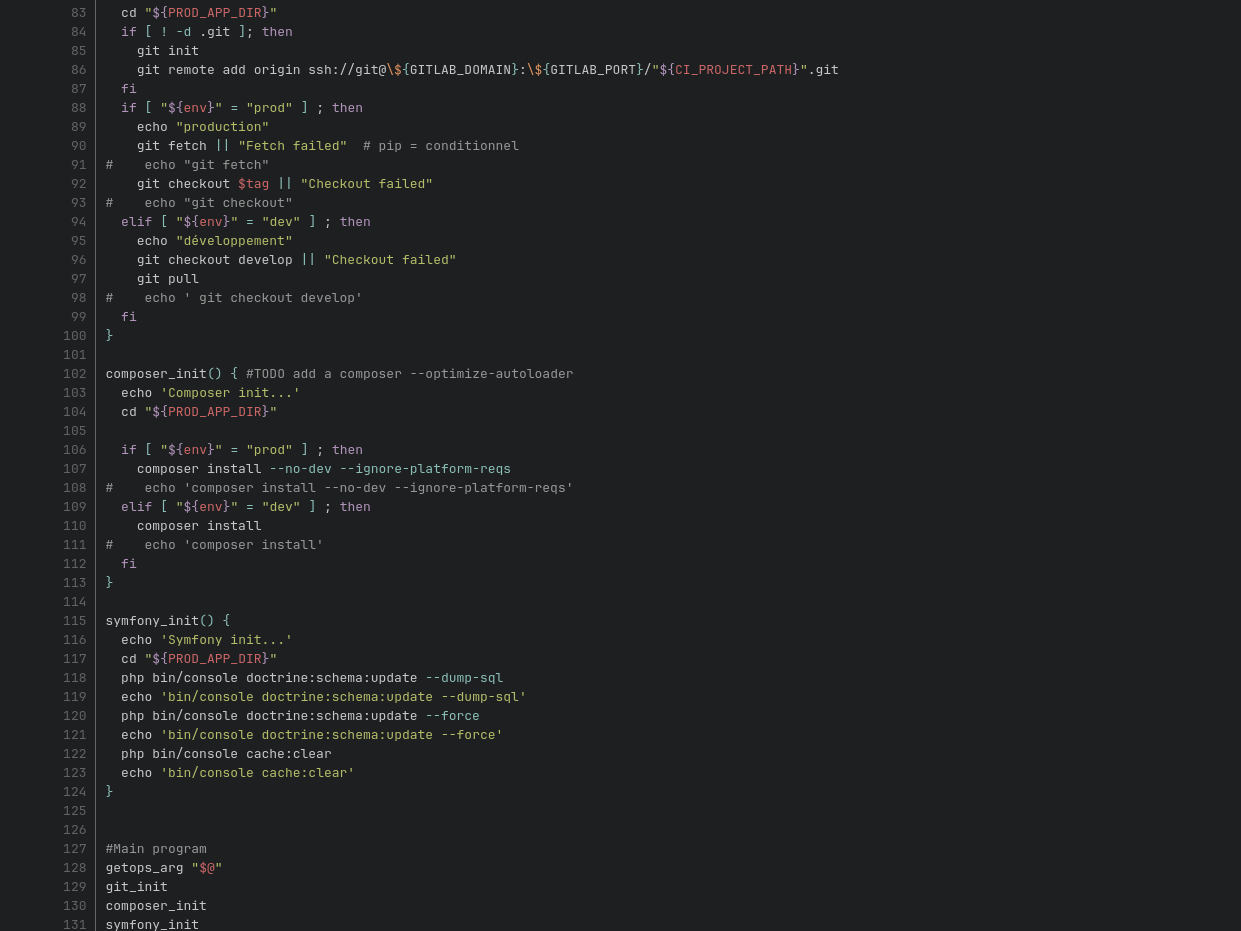 83 cd "${PROD_APP_DIR}"
84 if [ ! -d .git ]; then
85 git init
86 git remote add origin ssh://git@\${GITLAB_DOMAIN}:\${GITLAB_PORT}/"${CI_PROJECT_PATH}".git
87 fi
88 if [ "${env}" = "prod" ] ; then
89 echo "production"
90 git fetch || "Fetch failed"  # pip = conditionnel
91 #    echo "git fetch"
92 git checkout $tag || "Checkout failed"
93 #    echo "git checkout"
94 elif [ "${env}" = "dev" ] ; then
95 echo "développement"
96 git checkout develop || "Checkout failed"
97 git pull
98 #    echo ' git checkout develop'
99 fi
100 }
101
102 composer_init() { #TODO add a composer --optimize-autoloader
103 echo 'Composer init...'
104 cd "${PROD_APP_DIR}"
105
106 if [ "${env}" = "prod" ] ; then
107 composer install --no-dev --ignore-platform-reqs
108 #    echo 'composer install --no-dev --ignore-platform-reqs'
109 elif [ "${env}" = "dev" ] ; then
110 composer install
111 #    echo 'composer install'
112 fi
113 }
114
115 symfony_init() {
116 echo 'Symfony init...'
117 cd "${PROD_APP_DIR}"
118 php bin/console doctrine:schema:update --dump-sql
119 echo 'bin/console doctrine:schema:update --dump-sql'
120 php bin/console doctrine:schema:update --force
121 echo 'bin/console doctrine:schema:update --force'
122 php bin/console cache:clear
123 echo 'bin/console cache:clear'
124 }
125
126
127 #Main program
128 getops_arg "$@"
129 git_init
130 composer_init
131 symfony_init